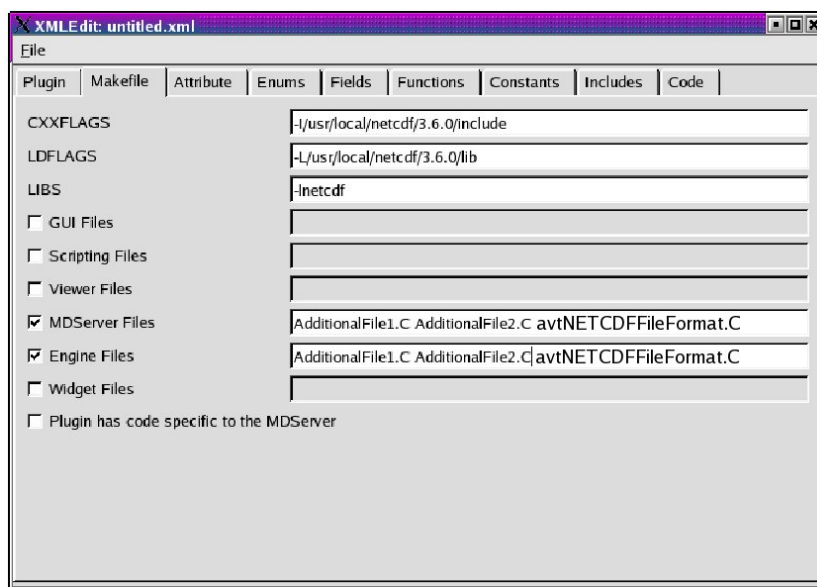 XMLEdit: untitled.xml
File
Plugin Makefile Attribute Enums Fields Functions Constants Includes Code
CXXFLAGS -I/usr/local/netcdf/3.6.0/include
LDFLAGS -L/usr/local/netcdf/3.6.0/lib
LIBS -lnetcdf
GUI Files
Scripting Files
Viewer Files
MDServer Files AdditionalFile1.C AdditionalFile2.C avtNETCDFFileFormat.C
Engine Files AdditionalFile1.C AdditionalFile2.C avtNETCDFFileFormat.C
Widget Files
Plugin has code specific to the MDServer